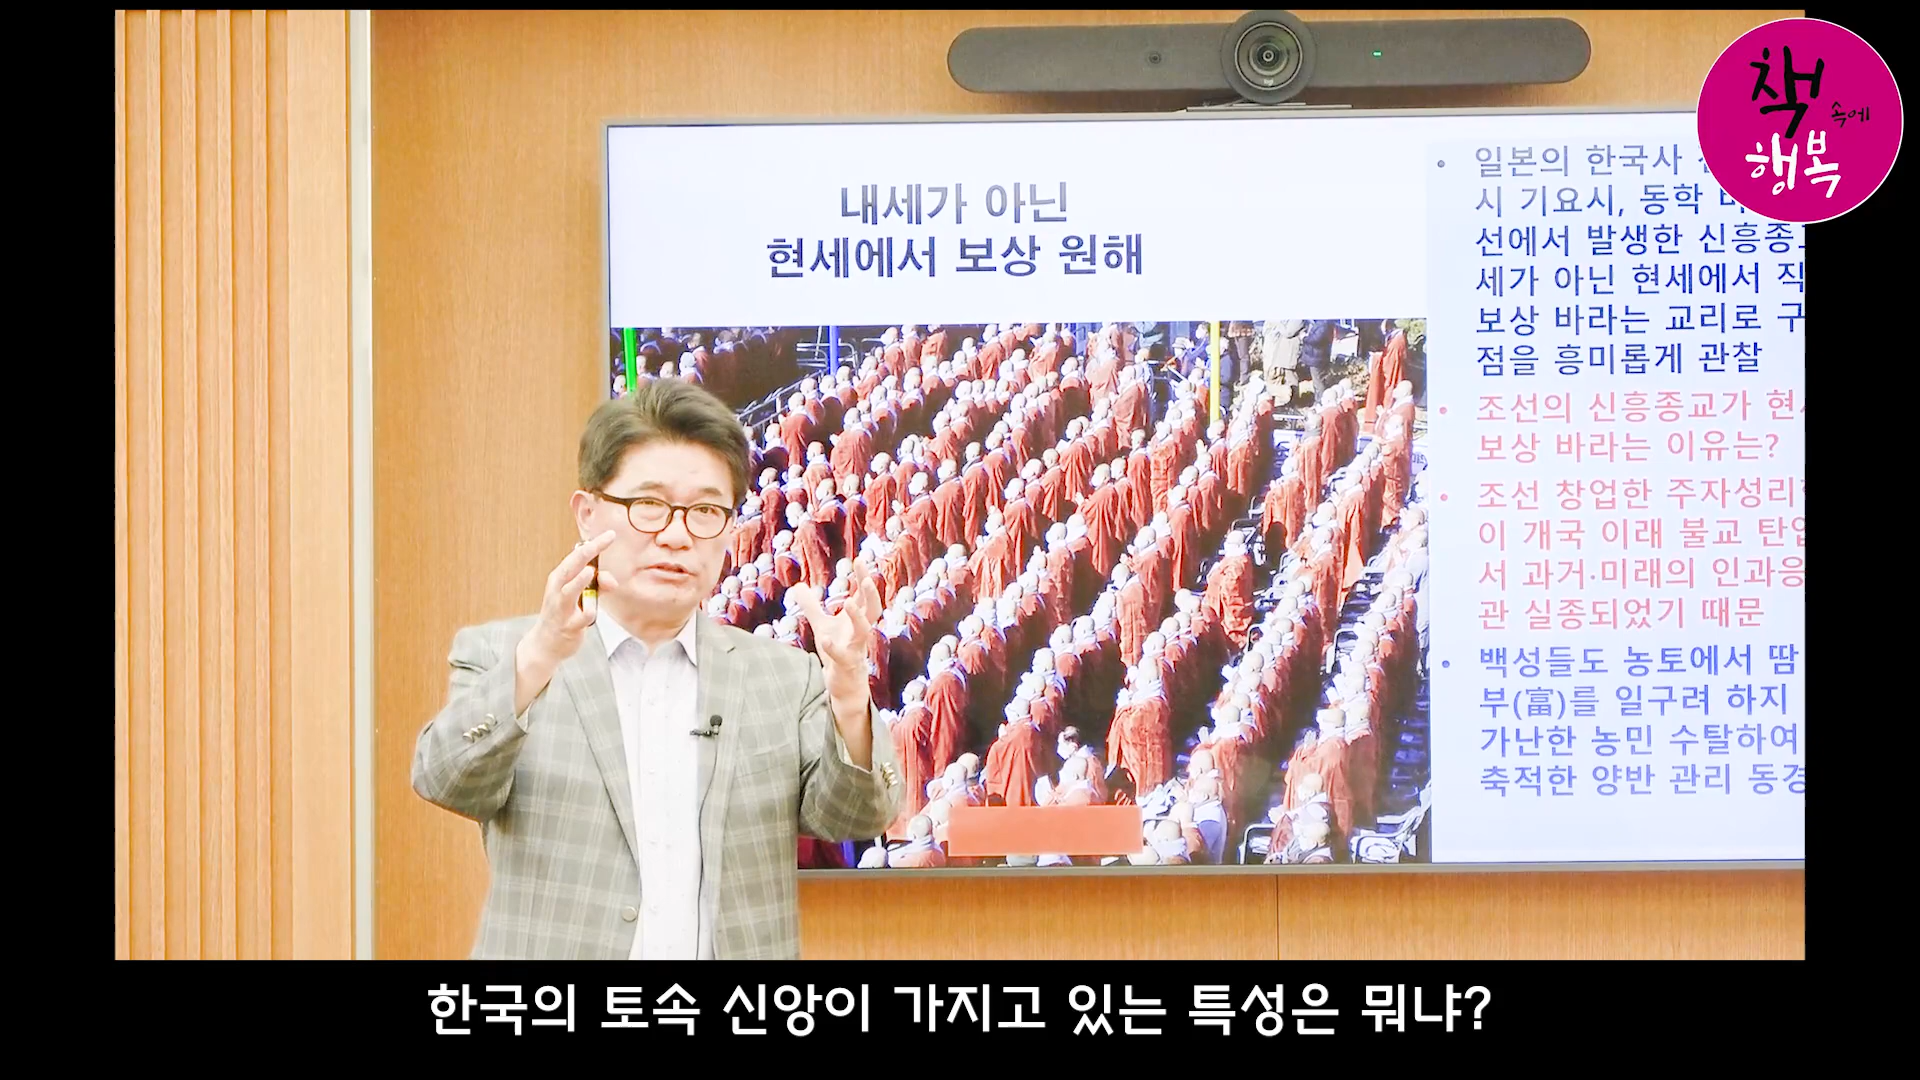 책 속에
행복
내세가 아닌
현세에서 보상 원해
• 일본의 한국사
시 기요시, 동학
선에서 발생한 신흥종
세가 아닌 현세에서 직
보상 바라는 교리로 구
점을 흥미롭게 관찰
• 조선의 신흥종교가 현
보상 바라는 이유는?
• 조선 창업한 주자성리
이 개국 이래 불교 탄압
서 과거·미래의 인과응
관 실종되었기 때문
• 백성들도 농토에서 땀
부(富)를 일구려 하지
가난한 농민 수탈하여
축적한 양반 관리 동경
한국의 토속 신앙이 가지고 있는 특성은 뭐냐?